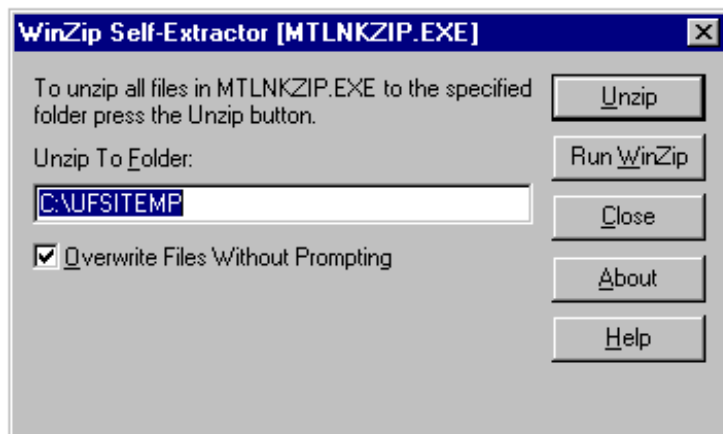 WinZip Self-Extractor [MTLNKZIP.EXE]
To unzip all files in MTLNKZIP.EXE to the specified
folder press the Unzip button.
Unzip To Folder:
C:\UFSITEMP
Overwrite Files Without Prompting
Unzip
Run WinZip
Close
About
Help